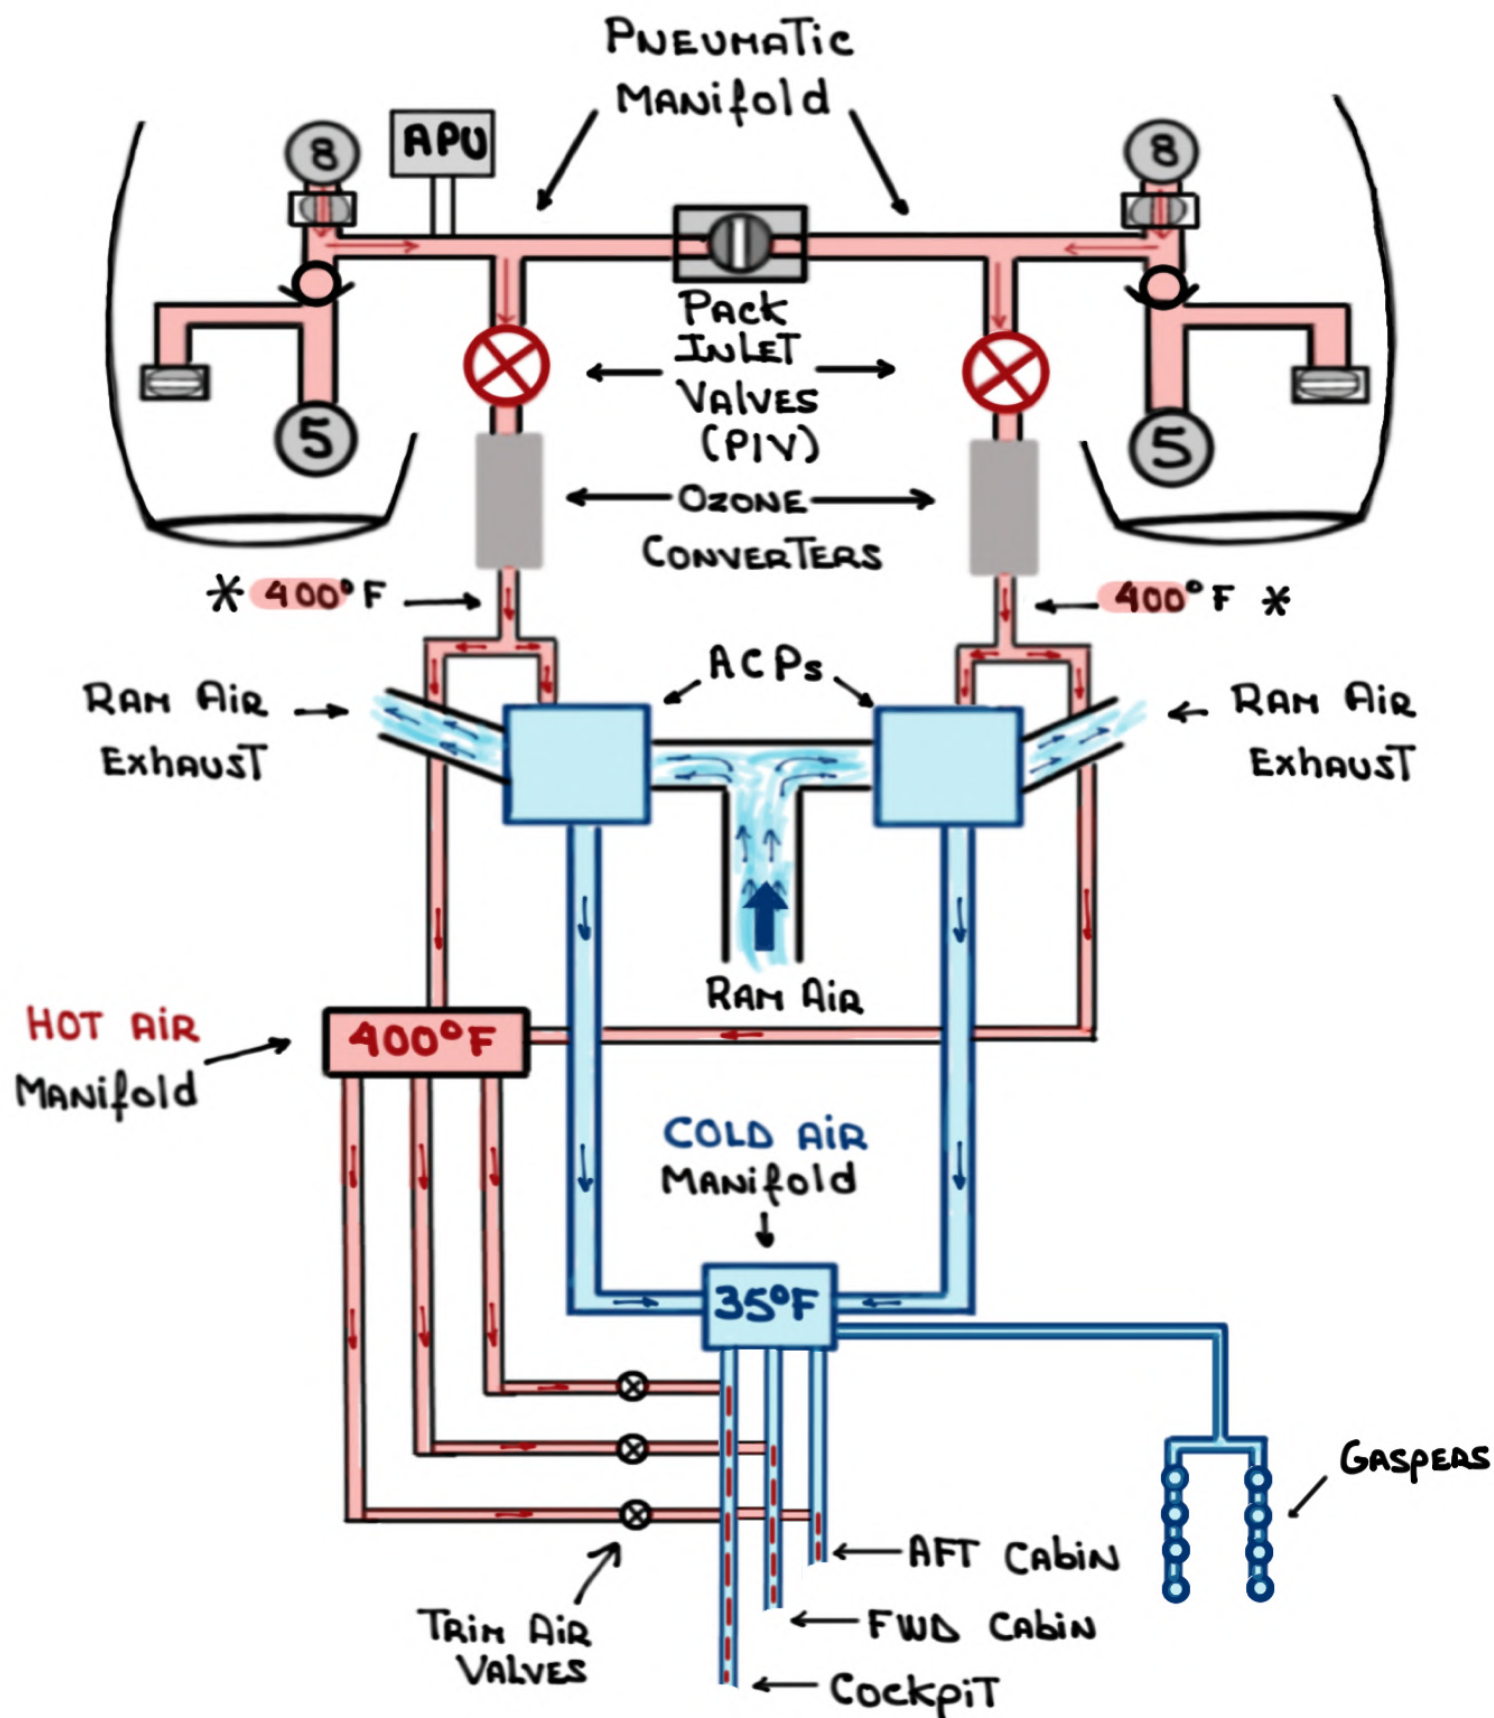 PNEUMATiC
MANifold
8
APU
8
PACK
INLET
VALVES
(PIV)
5
5
OZONE
CONVERTERS
* 400°F
400°F *
ACPs
RAM AiR
ExhAUST
RAM AiR
ExhAUST
RAM AiR
HOT AiR
MANifold
400°F
COLD AiR
MANifold
35°F
GASPERS
AFT CAbiN
FWD CAbiN
CockpiT
TRiM AiR
VALVES